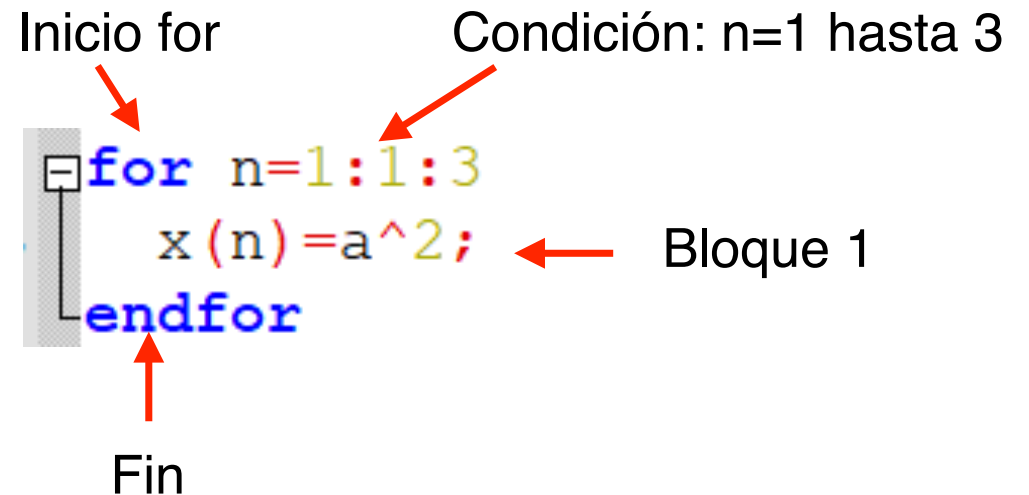 Inicio for
Condición: n=1 hasta 3
for n=1:1:3
x(n)=a^2;
Bloque 1
endfor
Fin